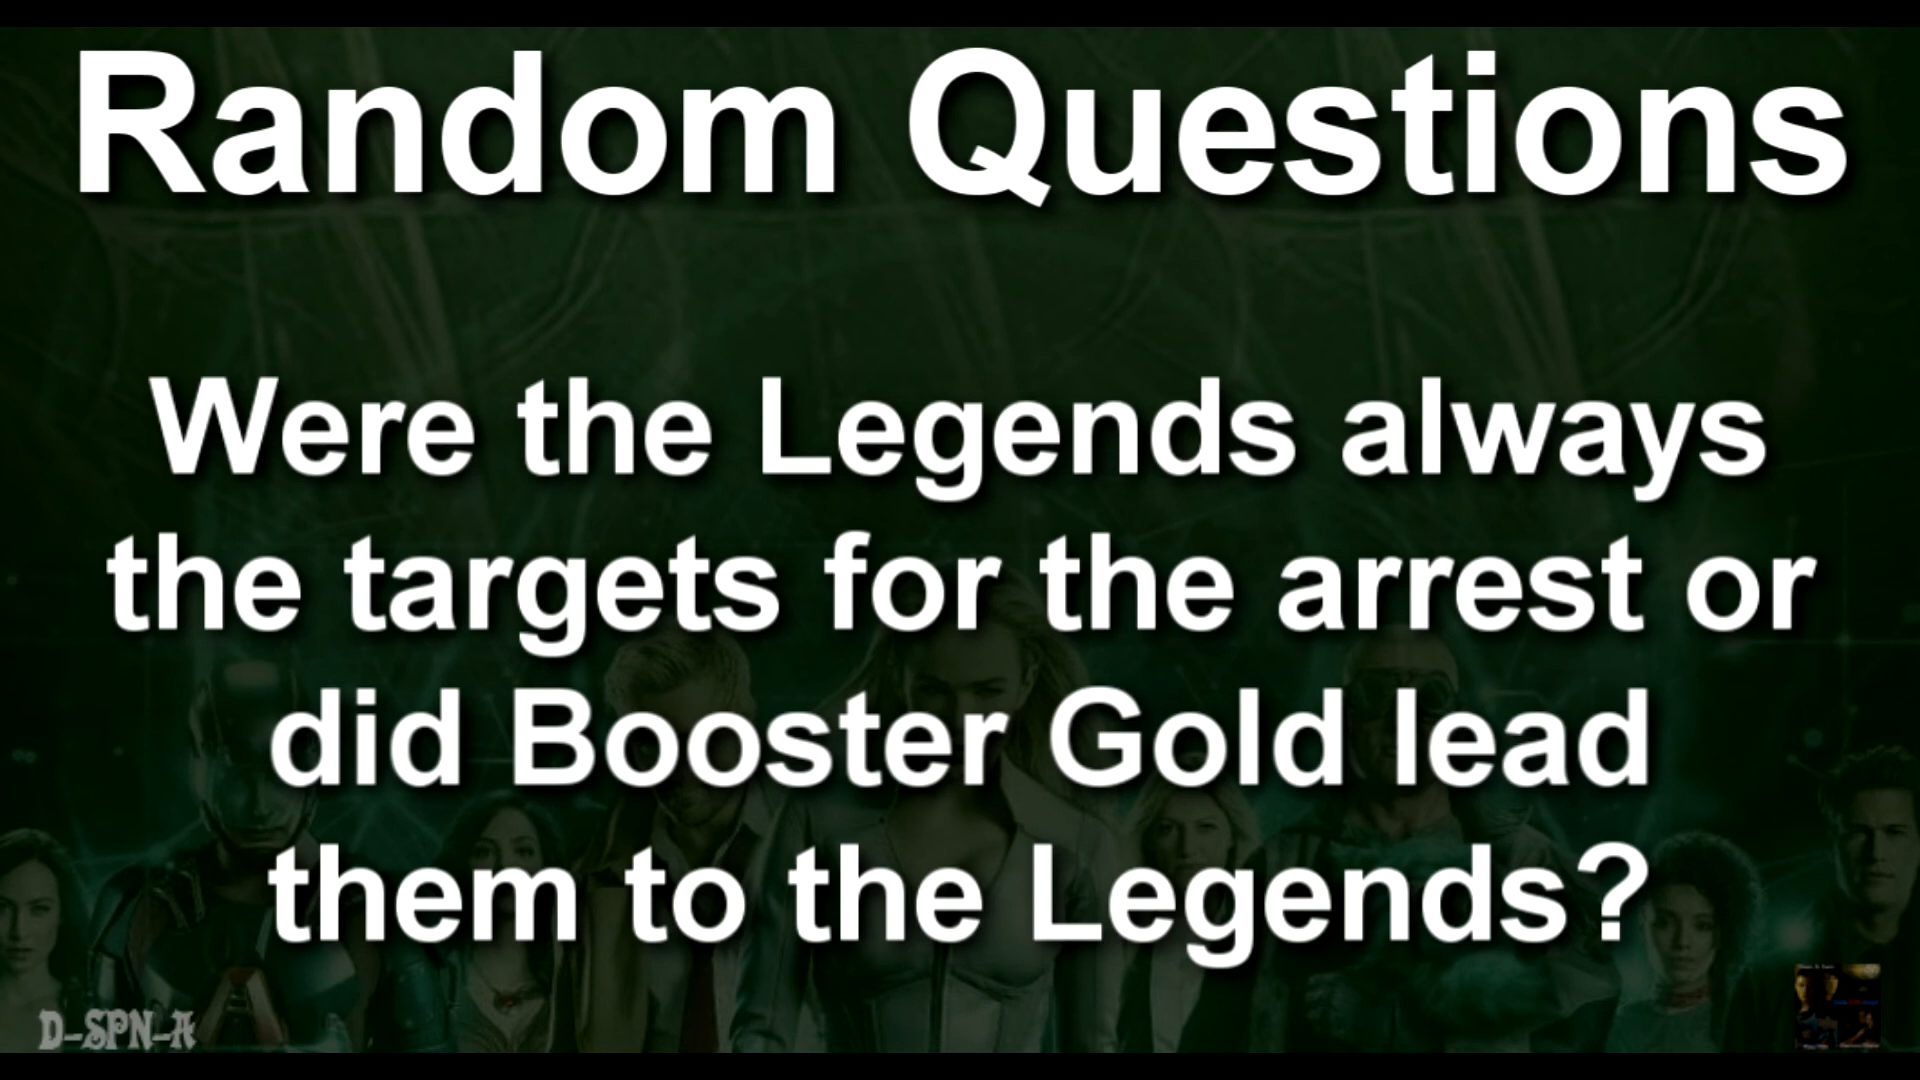 Random Questions
Were the Legends always
the targets for the arrest or
did Booster Gold lead
them to the Legends?
D-SPN-A